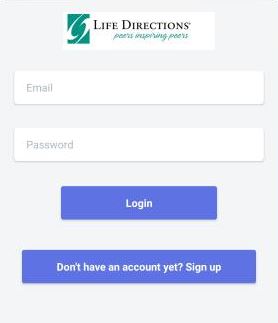 LIFE DIRECTIONS®
peers inspiring peers
Email
Password
Login
Don't have an account yet? Sign up